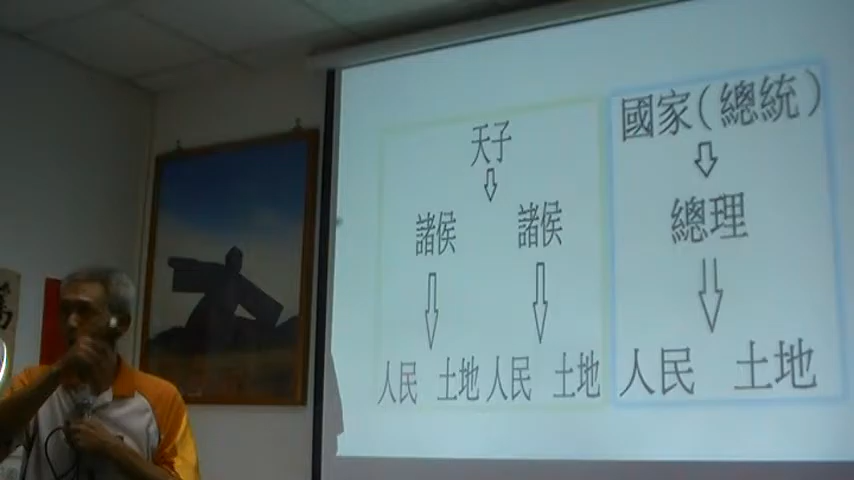 天子
諸侯 諸侯
人民 土地 人民 土地
國家(總統)
總理
人民 土地